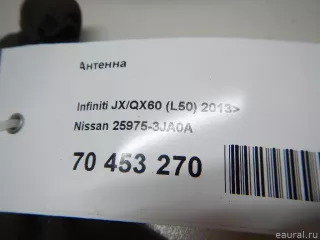 Антенна
Infiniti JX/QX60 (L50) 2013>
Nissan 25975-3JA0A
70 453 270
eaural.ru